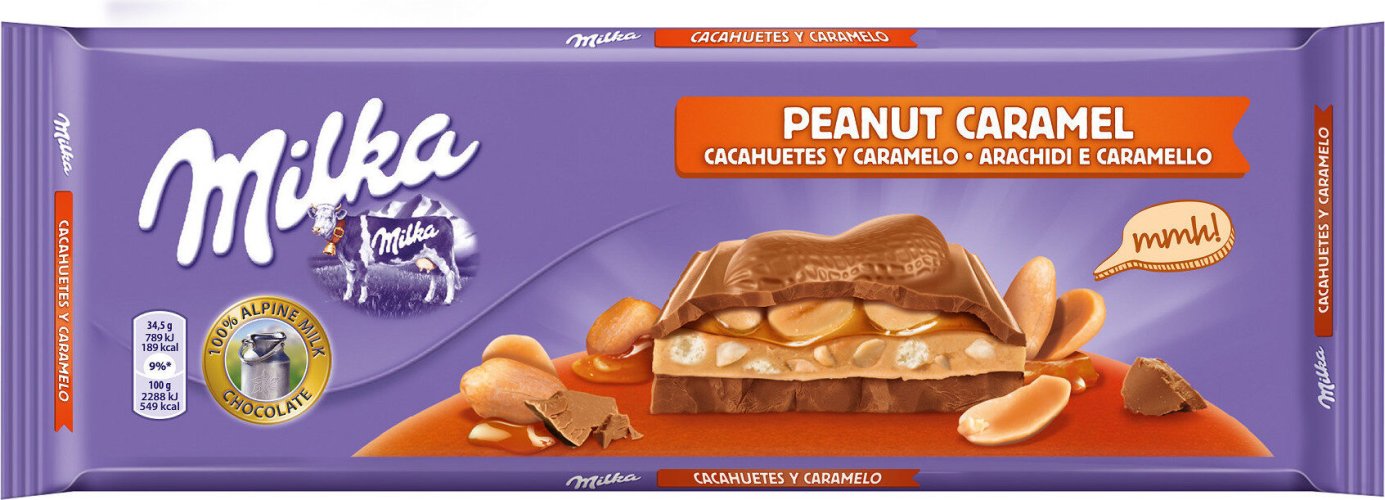 Milka CACAHUETES Y CARAMELO
Milka
CACAHUETES Y CARAMELO
Milka
Milka
PEANUT CARAMEL
CACAHUETES Y CARAMELO • ARACHIDI E CARAMELLO
mmh!
34,5 g
789 kJ
189 kcal
9%*
100 g
2288 kJ
549 kcal
100% ALPINE MILK
CHOCOLATE
CACAHUETES Y CARAMELO
Milka
Milka CACAHUETES Y CARAMELO